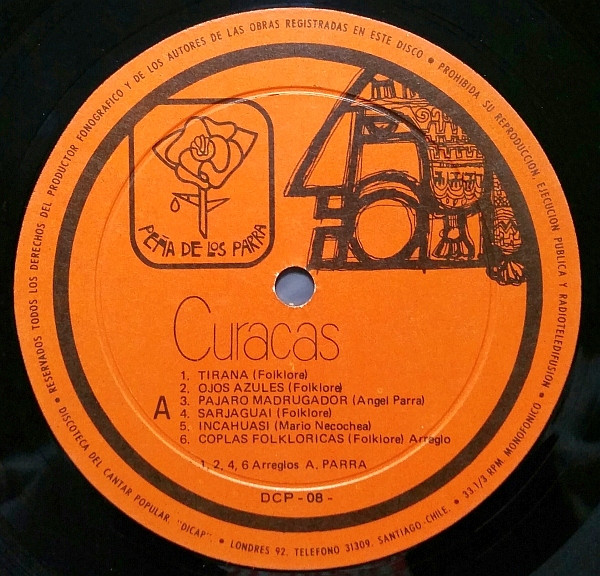 RESERVADOS TODOS LOS DERECHOS DEL PRODUCTOR FONOGRAFICO Y DE LOS AUTORES DE LAS OBRAS REGISTRADAS EN ESTE DISCO • PROHIBIDA SU REPRODUCCION, EJECUCION PUBLICA Y RADIOTELEDIFUSION • 33.1/3 RPM. MONOFONICO •
PEÑA DE LOS PARRA
Curacas
A
1. TIRANA (Folklore)
2. OJOS AZULES (Folklore)
3. PAJARO MADRUGADOR (Angel Parra)
4. SARJAGUAI (Folklore)
5. INCAHUASI (Mario Necochea)
6. COPLAS FOLKLORICAS (Folklore) Arreglo
1, 2, 4, 6 Arreglos A. PARRA
DCP - 08 -
• DISCOTECA DEL CANTAR POPULAR. "DICAP" • LONDRES 92. TELEFONO 31309. SANTIAGO-CHILE. •